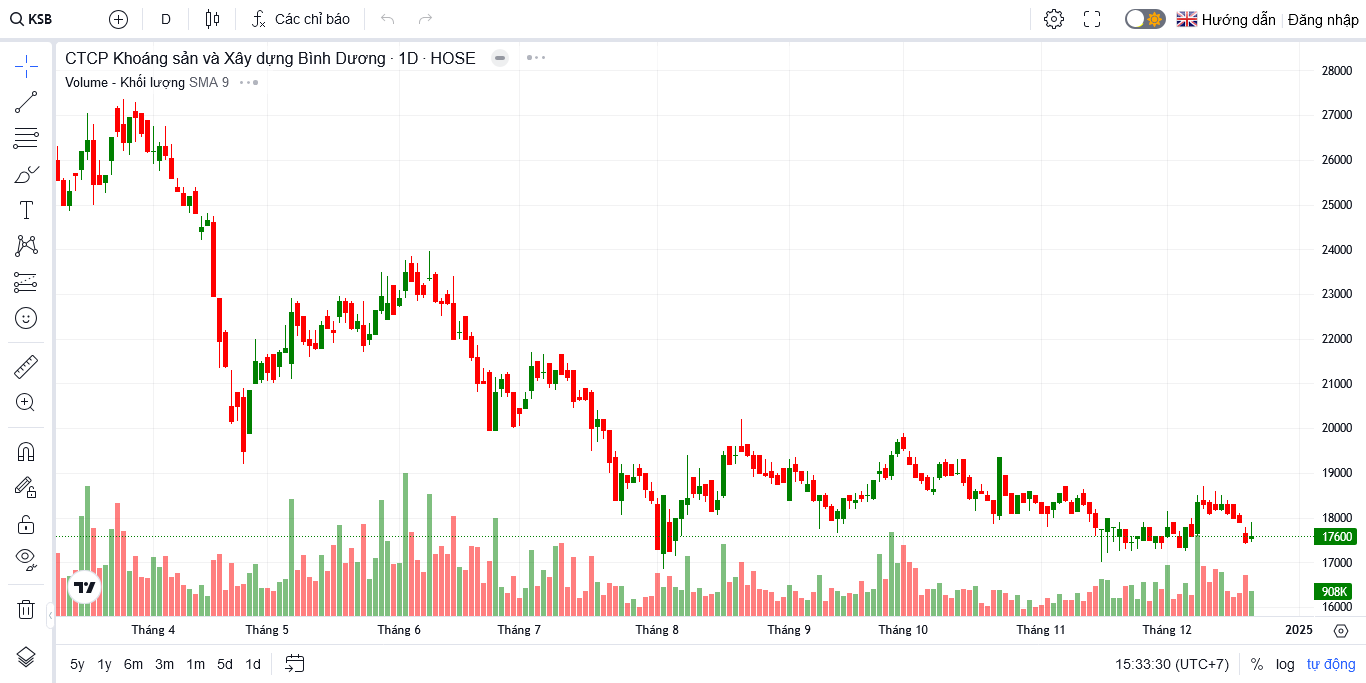 KSB D Các chỉ báo Hướng dẫn Đăng nhập
CTCP Khoáng sản và Xây dựng Bình Dương · 1D · HOSE
Volume - Khối lượng SMA 9
28000
27000
26000
25000
24000
23000
22000
21000
20000
19000
18000
17600
17000
908K
16000
Tháng 4 Tháng 5 Tháng 6 Tháng 7 Tháng 8 Tháng 9 Tháng 10 Tháng 11 Tháng 12 2025
5y 1y 6m 3m 1m 5d 1d 15:33:30 (UTC+7) % log tự động